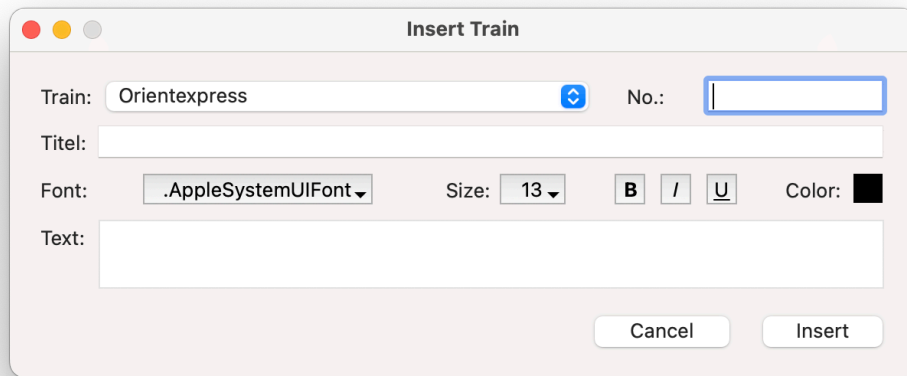 Insert Train
Train: Orientexpress No.:
Titel:
Font: .AppleSystemUIFont Size: 13 B I U Color:
Text:
Cancel Insert